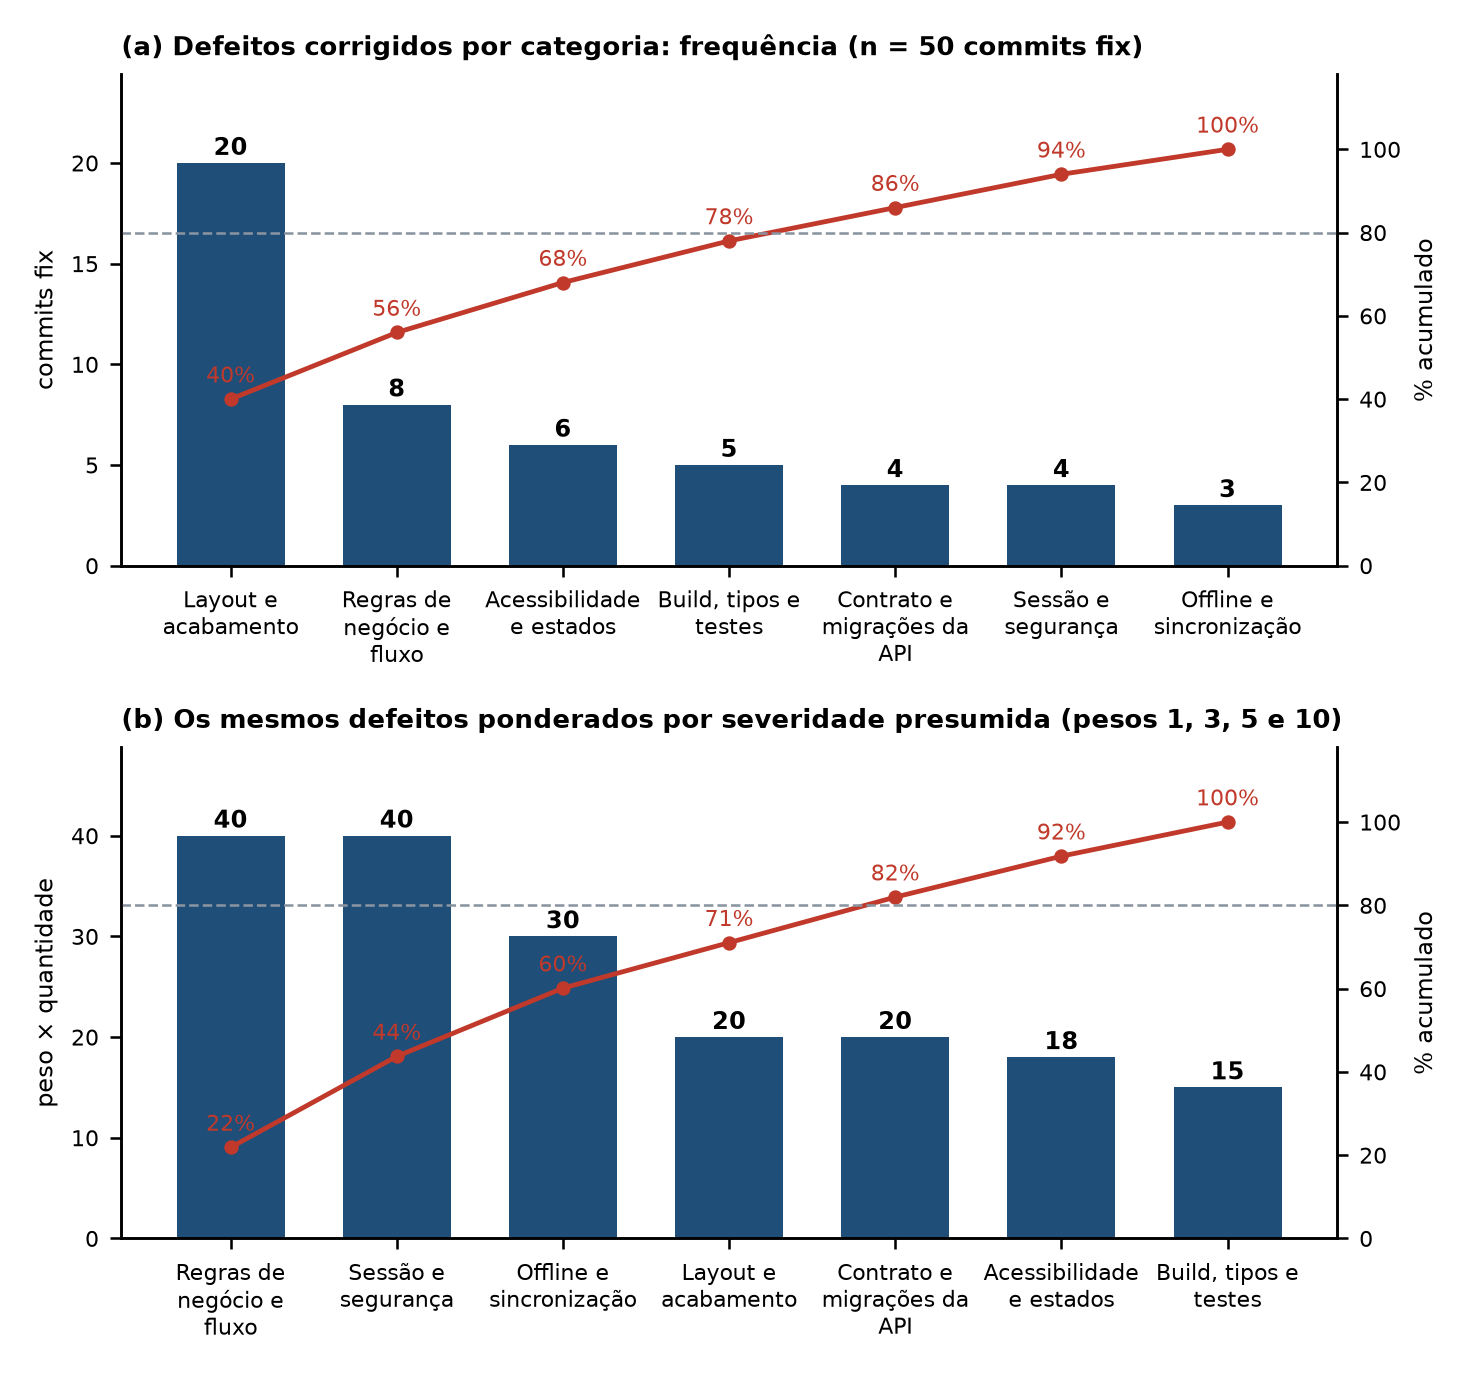 (a) Defeitos corrigidos por categoria: frequência (n = 50 commits fix)
commits fix
% acumulado
20
15
10
5
0
100
80
60
40
20
0
20
8
6
5
4
4
3
40%
56%
68%
78%
86%
94%
100%
Layout e
acabamento
Regras de
negócio e
fluxo
Acessibilidade
e estados
Build, tipos e
testes
Contrato e
migrações da
API
Sessão e
segurança
Offline e
sincronização
(b) Os mesmos defeitos ponderados por severidade presumida (pesos 1, 3, 5 e 10)
peso × quantidade
% acumulado
40
30
20
10
0
100
80
60
40
20
0
40
40
30
20
20
18
15
22%
44%
60%
71%
82%
92%
100%
Regras de
negócio e
fluxo
Sessão e
segurança
Offline e
sincronização
Layout e
acabamento
Contrato e
migrações da
API
Acessibilidade
e estados
Build, tipos e
testes